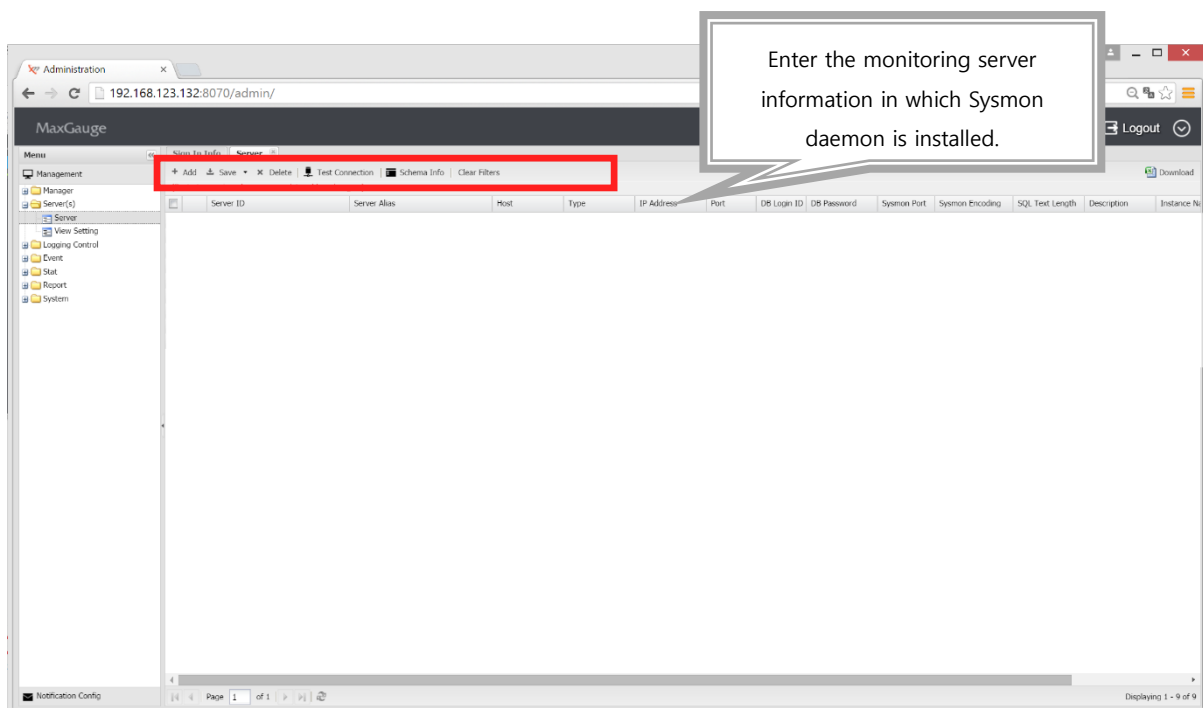 Enter the monitoring server
information in which Sysmon
daemon is installed.
Administration
192.168.123.132:8070/admin/
MaxGauge
Logout
Menu
Sign In Info Server
Management
+ Add Save Delete Test Connection Schema Info Clear Filters
Download
Manager
Server(s)
Server ID Server Alias Host Type IP Address Port DB Login ID DB Password Sysmon Port Sysmon Encoding SQL Text Length Description Instance Na
Server
View Setting
Logging Control
Event
Stat
Report
System
Notification Config
Page 1 of 1
Displaying 1 - 9 of 9